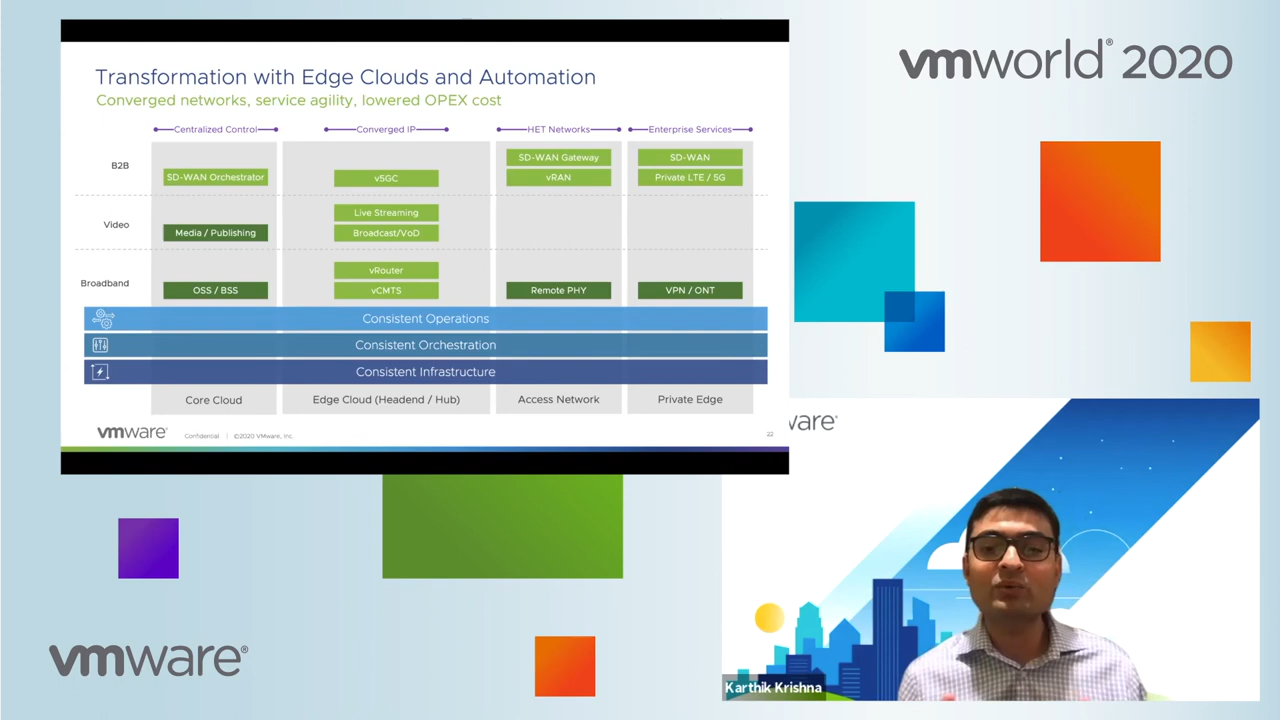 vmworld® 2020
Transformation with Edge Clouds and Automation
Converged networks, service agility, lowered OPEX cost
Centralized Control
Converged IP
HET Networks
Enterprise Services
B2B
SD-WAN Orchestrator
v5GC
SD-WAN Gateway
vRAN
SD-WAN
Private LTE / 5G
Video
Media / Publishing
Live Streaming
Broadcast/VoD
Broadband
OSS / BSS
vRouter
vCMTS
Remote PHY
VPN / ONT
Consistent Operations
Consistent Orchestration
Consistent Infrastructure
Core Cloud
Edge Cloud (Headend / Hub)
Access Network
Private Edge
vmware®
Confidential | ©2020 VMware, Inc.
22
vware®
Karthik Krishna
vmware®